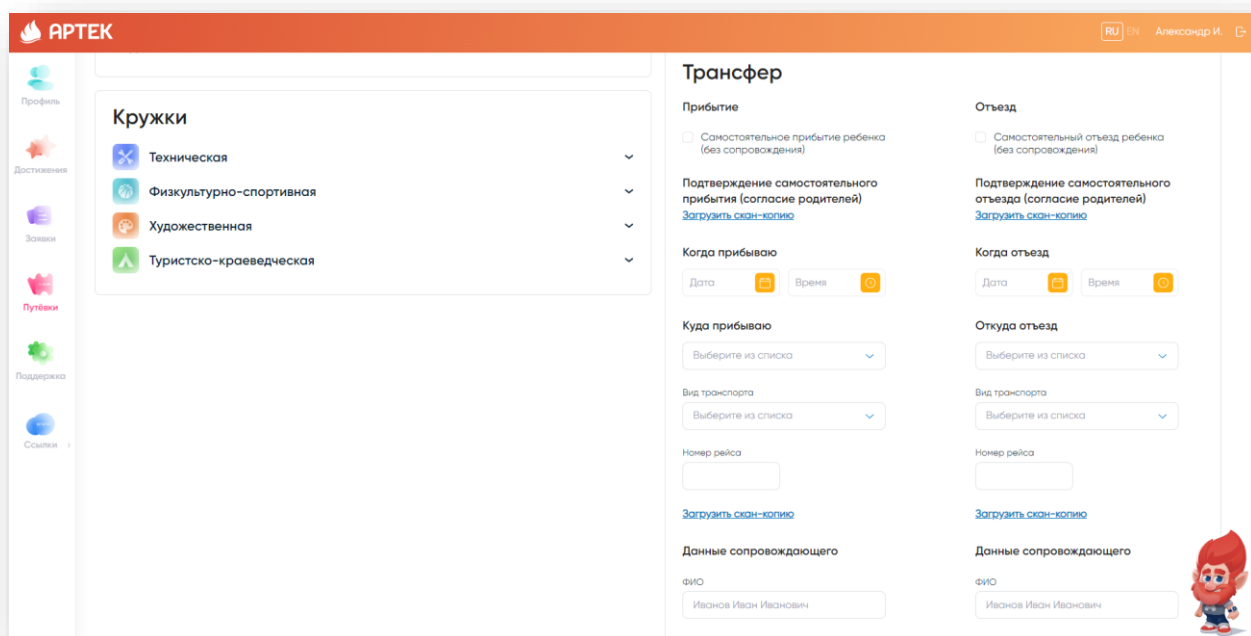 АРТЕК
RU EN Александр И.
Профиль
Достижения
Заявки
Путёвки
Поддержка
Ссылки
Кружки
Техническая
Физкультурно-спортивная
Художественная
Туристско-краеведческая
Трансфер
Прибытие
Самостоятельное прибытие ребенка
(без сопровождения)
Подтверждение самостоятельного
прибытия (согласие родителей)
Загрузить скан-копию
Когда прибываю
Дата Время
Куда прибываю
Выберите из списка
Вид транспорта
Выберите из списка
Номер рейса
Загрузить скан-копию
Данные сопровождающего
ФИО
Иванов Иван Иванович
Отъезд
Самостоятельный отъезд ребенка
(без сопровождения)
Подтверждение самостоятельного
отъезда (согласие родителей)
Загрузить скан-копию
Когда отъезд
Дата Время
Откуда отъезд
Выберите из списка
Вид транспорта
Выберите из списка
Номер рейса
Загрузить скан-копию
Данные сопровождающего
ФИО
Иванов Иван Иванович